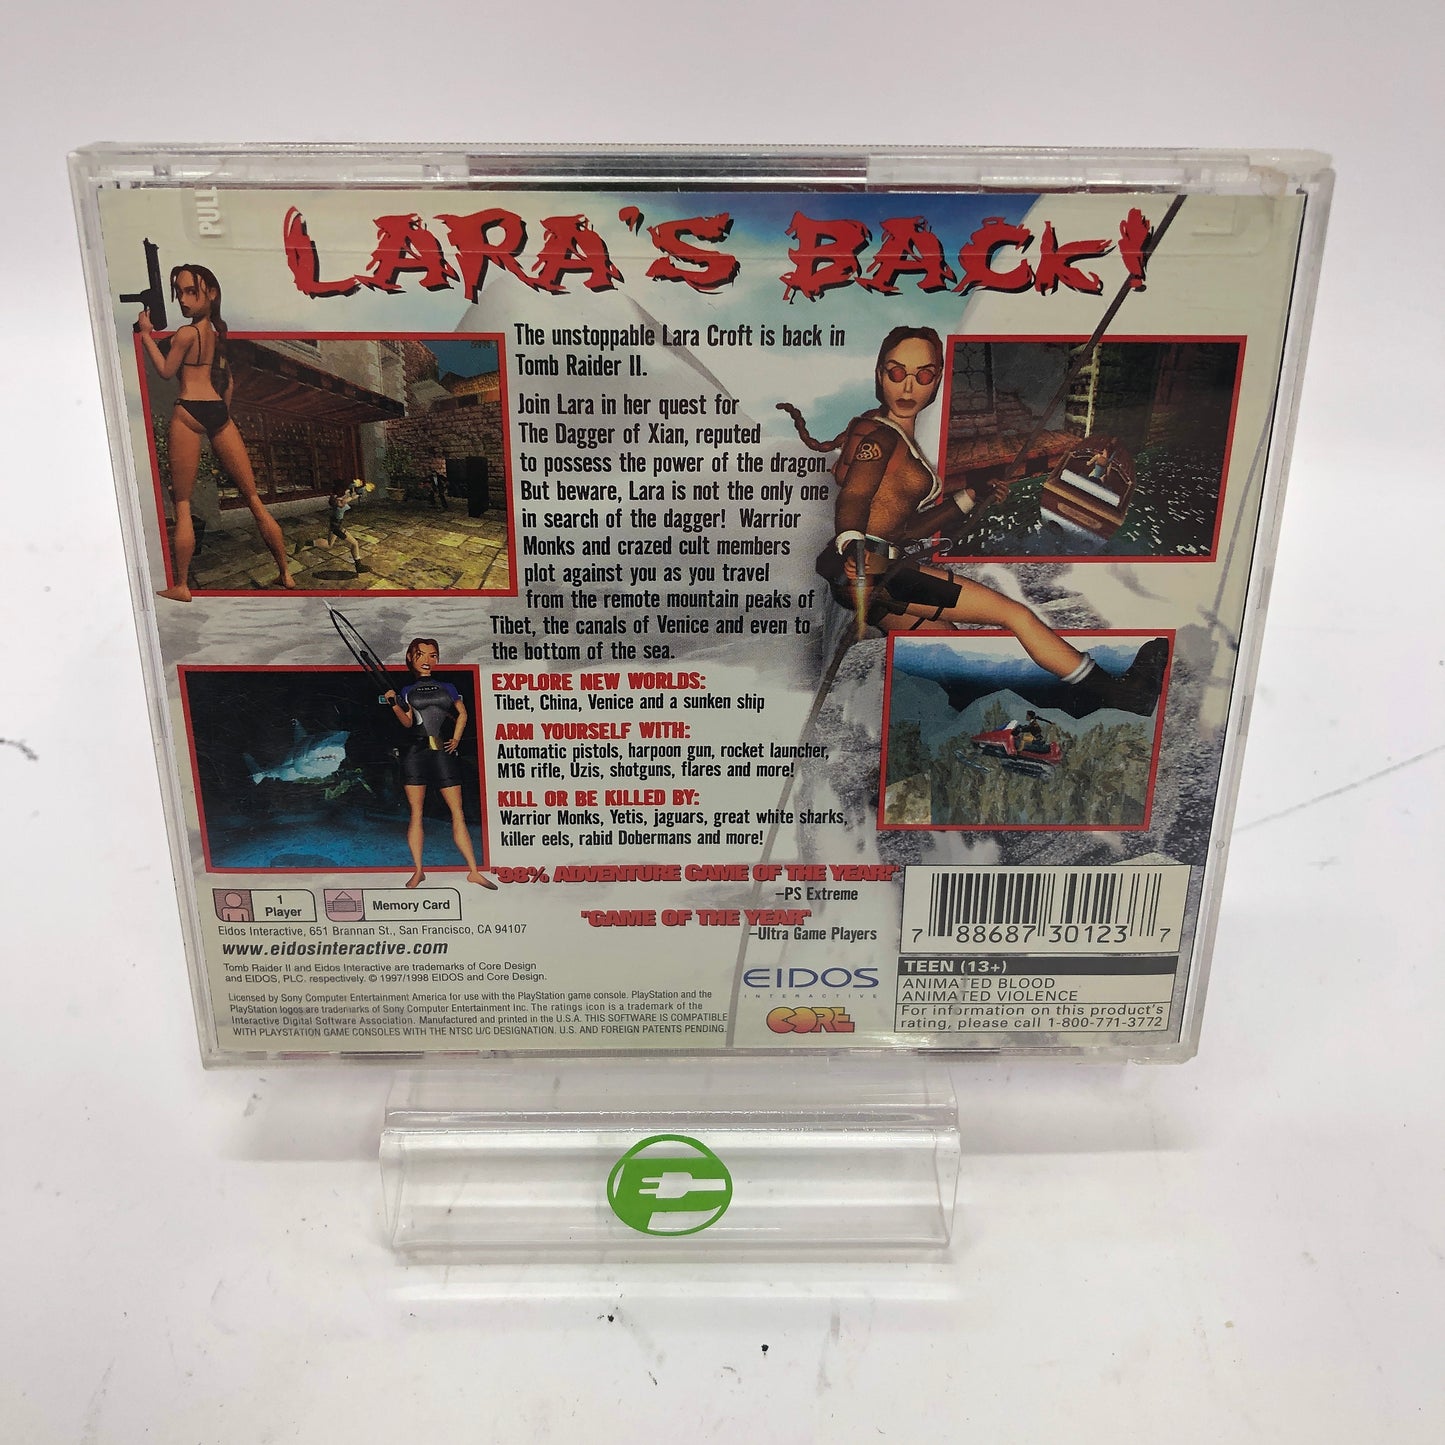 PULL
LARA'S BACK!
The unstoppable Lara Croft is back in
Tomb Raider II.
Join Lara in her quest for
The Dagger of Xian, reputed
to possess the power of the dragon.
But beware, Lara is not the only one
in search of the dagger! Warrior
Monks and crazed cult members
plot against you as you travel
from the remote mountain peaks of
Tibet, the canals of Venice and even to
the bottom of the sea.
EXPLORE NEW WORLDS:
Tibet, China, Venice and a sunken ship
ARM YOURSELF WITH:
Automatic pistols, harpoon gun, rocket launcher,
M16 rifle, Uzis, shotguns, flares and more!
KILL OR BE KILLED BY:
Warrior Monks, Yetis, jaguars, great white sharks,
killer eels, rabid Dobermans and more!
"98% ADVENTURE GAME OF THE YEAR"
–PS Extreme
"GAME OF THE YEAR"
–Ultra Game Players
1
Player
Memory Card
Eidos Interactive, 651 Brannan St., San Francisco, CA 94107
www.eidosinteractive.com
Tomb Raider II and Eidos Interactive are trademarks of Core Design
and EIDOS, PLC. respectively. © 1997/1998 EIDOS and Core Design.
Licensed by Sony Computer Entertainment America for use with the PlayStation game console. PlayStation and the
PlayStation logos are trademarks of Sony Computer Entertainment Inc. The ratings icon is a trademark of the
Interactive Digital Software Association. Manufactured and printed in the U.S.A. THIS SOFTWARE IS COMPATIBLE
WITH PLAYSTATION GAME CONSOLES WITH THE NTSC U/C DESIGNATION. U.S. AND FOREIGN PATENTS PENDING.
EIDOS
INTERACTIVE
CORE
7 88687 30123 7
TEEN (13+)
ANIMATED BLOOD
ANIMATED VIOLENCE
For information on this product's
rating, please call 1-800-771-3772